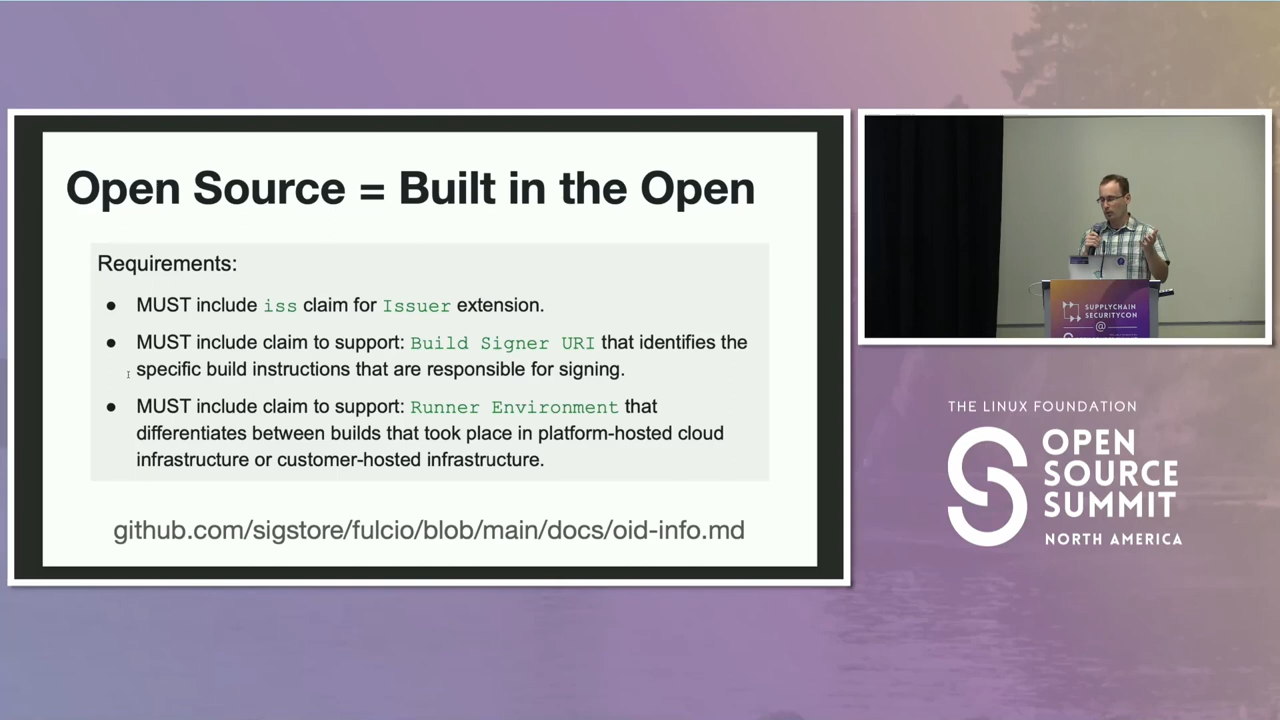 Open Source = Built in the Open
Requirements:
● MUST include iss claim for Issuer extension.
● MUST include claim to support: Build Signer URI that identifies the
specific build instructions that are responsible for signing.
● MUST include claim to support: Runner Environment that
differentiates between builds that took place in platform-hosted cloud
infrastructure or customer-hosted infrastructure.
github.com/sigstore/fulcio/blob/main/docs/oid-info.md
SUPPLYCHAIN
SECURITYCON
@
THE LINUX FOUNDATION
OPEN
SOURCE
SUMMIT
NORTH AMERICA